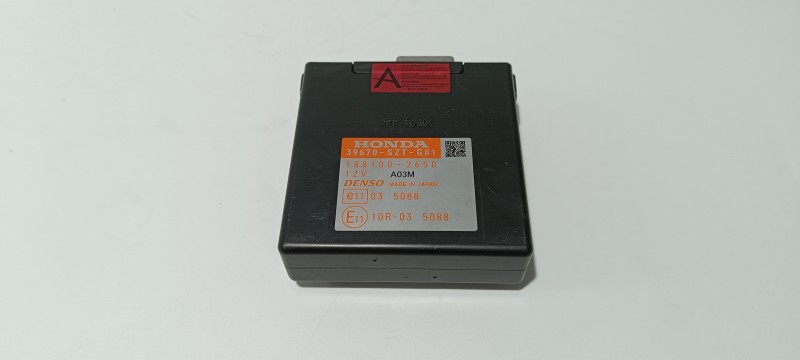 A
HONDA
39670-SZT-G01
188100-2650
12V A03M
DENSO MADE IN JAPAN
e11 03 5088
E11 10R-03 5088